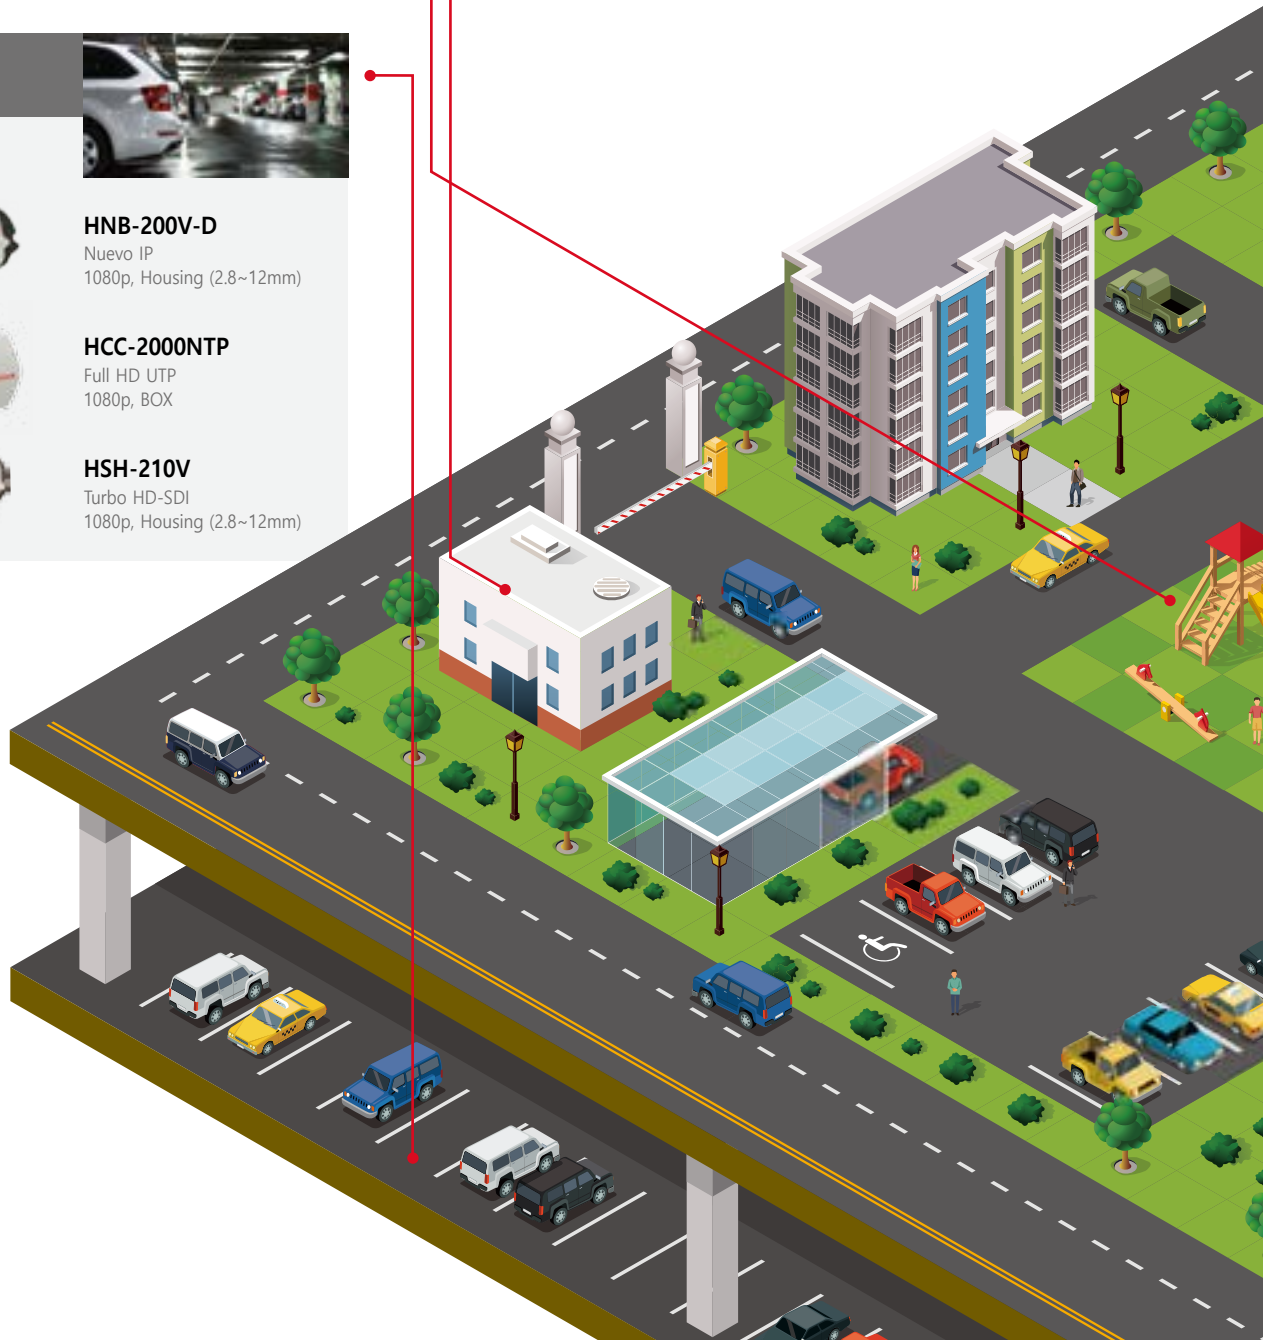 HNB-200V-D
Nuevo IP
1080p, Housing (2.8~12mm)
HCC-2000NTP
Full HD UTP
1080p, BOX
HSH-210V
Turbo HD-SDI
1080p, Housing (2.8~12mm)